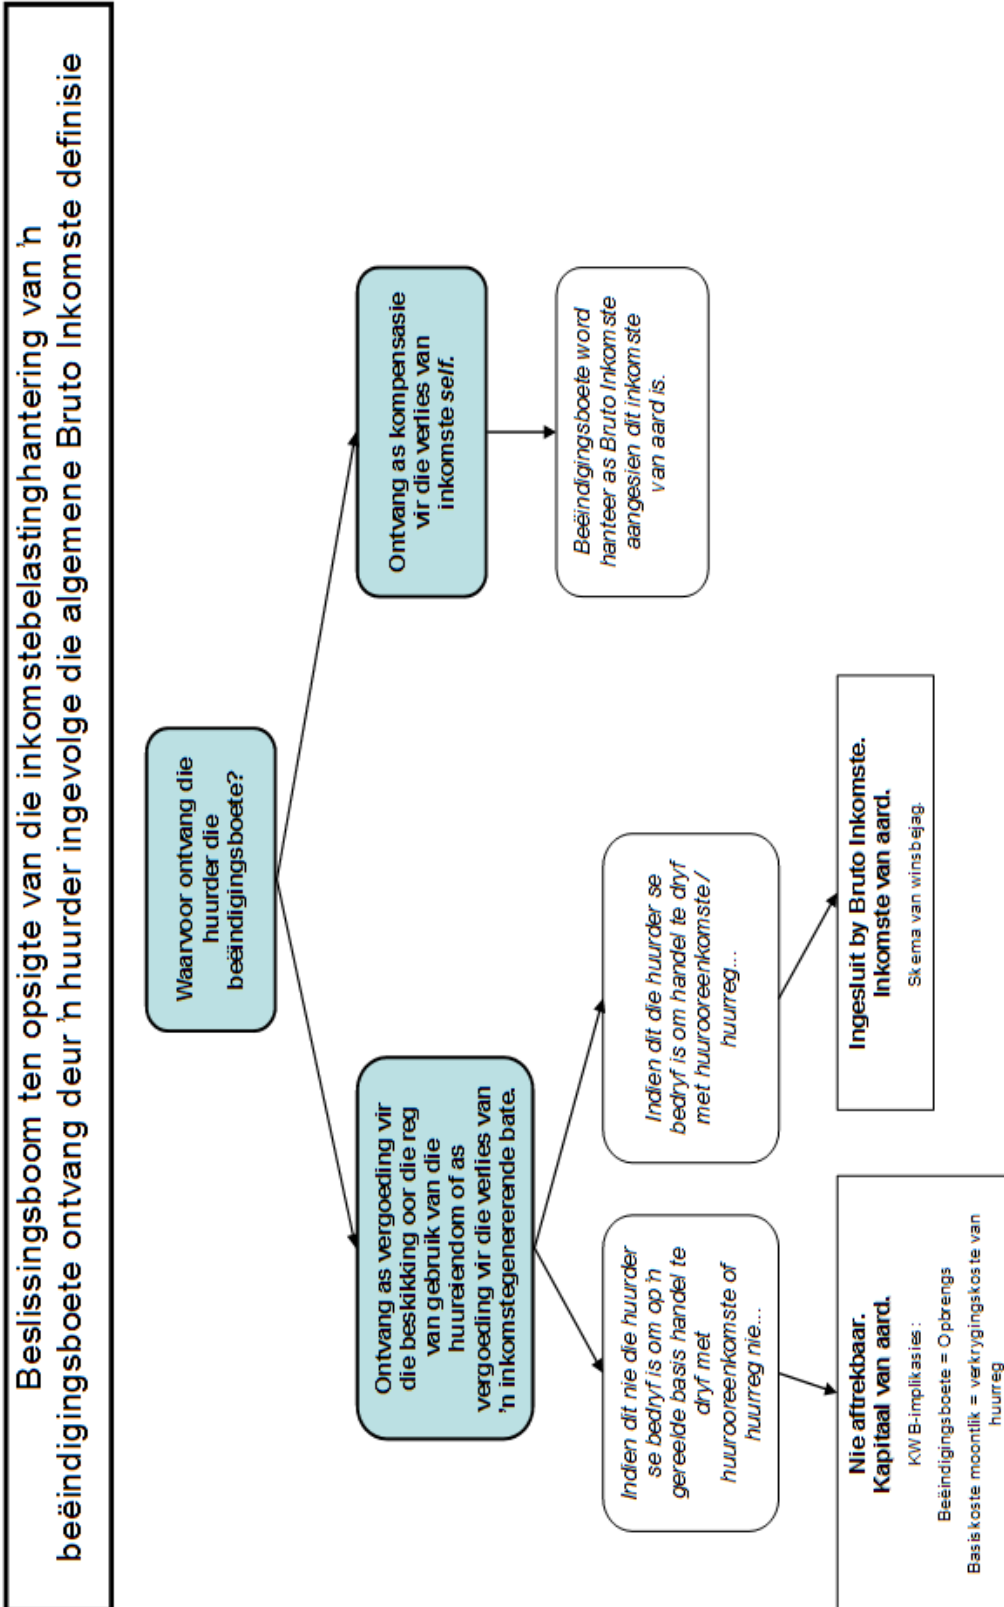 Beslissingsboom ten opsigte van die inkomstebelastinghantering van 'n
beëindigingsboete ontvang deur 'n huurder ingevolge die algemene Bruto Inkomste definisie
Waarvoor ontvang die
huurder die
beëindigingsboete?
Ontvang as vergoeding vir
die beskikking oor die reg
van gebruik van die
huureiendom of as
vergoeding vir die verlies van
'n inkomstegenererende bate.
Ontvang as kompensasie
vir die verlies van
inkomste self.
Indien dit nie die huurder
se bedryf is om op 'n
gereelde basis handel te
dryf met
huurooreenkomste of
huurreg nie...
Indien dit die huurder se
bedryf is om handel te dryf
met huurooreenkomste /
huurreg...
Beëindigingsboete word
hanteer as Bruto Inkomste
aangesien dit inkomste
van aard is.
Nie aftrekbaar.
Kapitaal van aard.
KWB-implikasies:
Beëindigingsboete = Opbrengs
Basiskoste moontlik = verkrygingskoste van
huurreg
Ingesluit by Bruto Inkomste.
Inkomste van aard.
Skema van winsbejag.